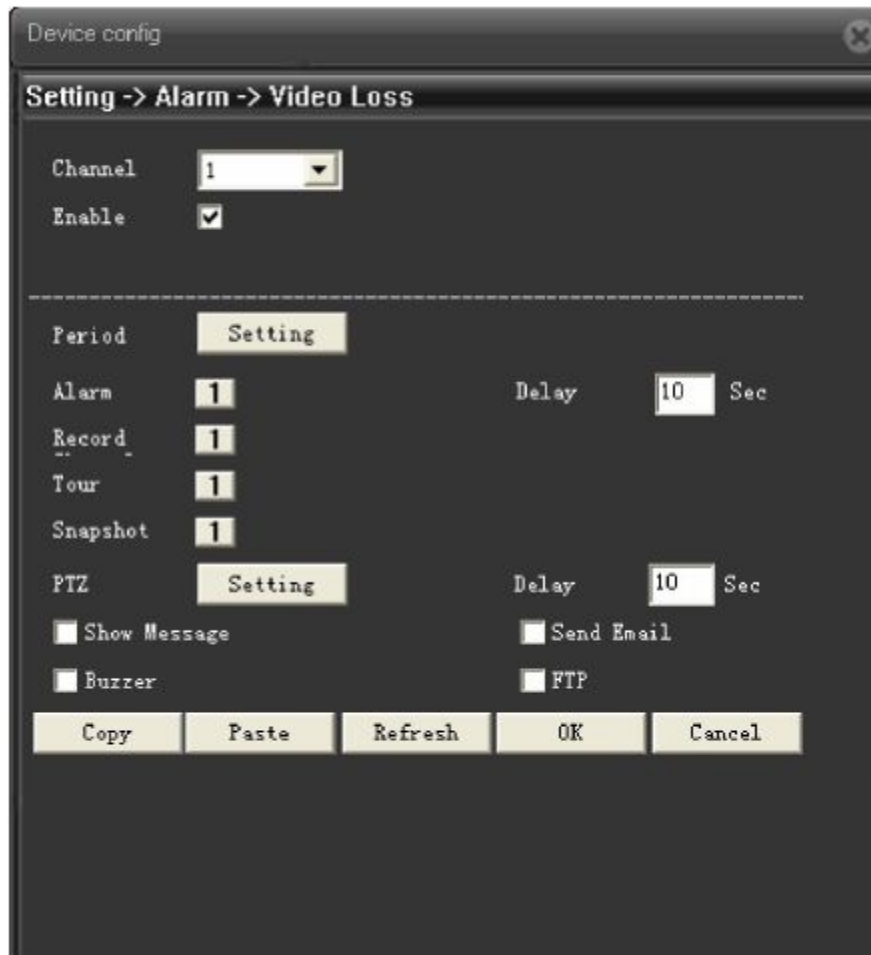 Device config
Setting -> Alarm -> Video Loss
Channel 1
Enable
Period Setting
Alarm 1 Delay 10 Sec
Record 1
Tour 1
Snapshot 1
PTZ Setting Delay 10 Sec
Show Message Send Email
Buzzer FTP
Copy Paste Refresh OK Cancel